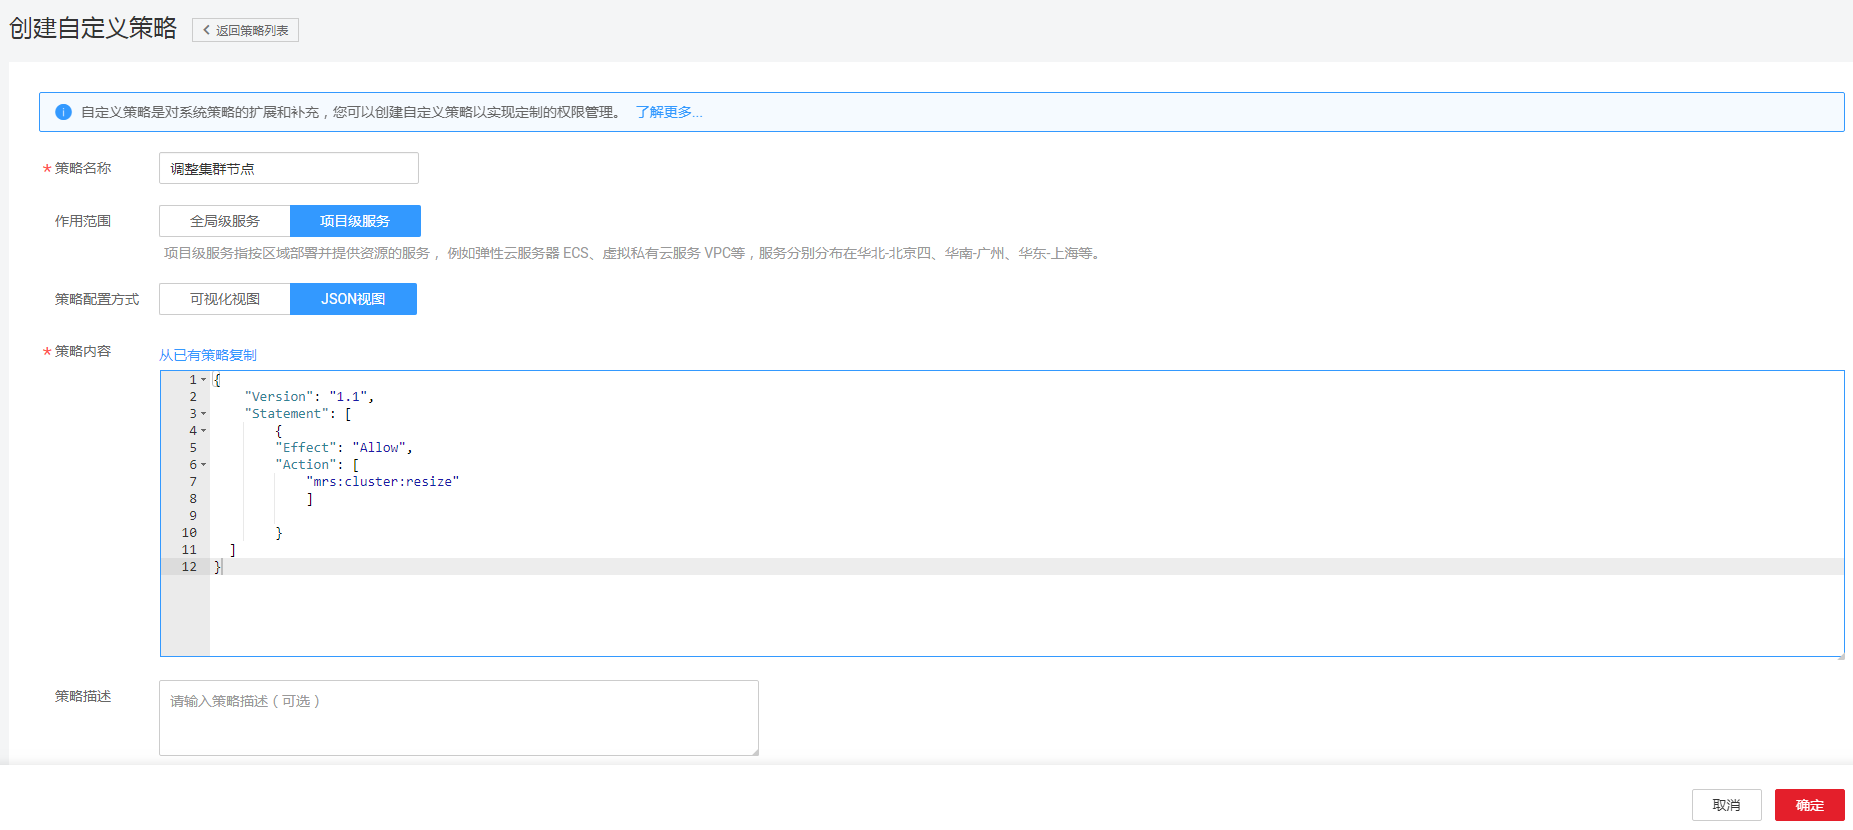 创建自定义策略 返回策略列表
自定义策略是对系统策略的扩展和补充，您可以创建自定义策略以实现定制的权限管理。 了解更多...
* 策略名称 调整集群节点
作用范围 全局级服务 项目级服务
项目级服务指按区域部署并提供资源的服务， 例如弹性云服务器 ECS、虚拟私有云服务 VPC等，服务分别分布在华北-北京四、华南-广州、华东-上海等。
策略配置方式 可视化视图 JSON视图
* 策略内容 从已有策略复制
1 {
2 "Version": "1.1",
3 "Statement": [
4 {
5 "Effect": "Allow",
6 "Action": [
7 "mrs:cluster:resize"
8 ]
9
10 }
11 ]
12 }
策略描述 请输入策略描述（可选）
取消 确定